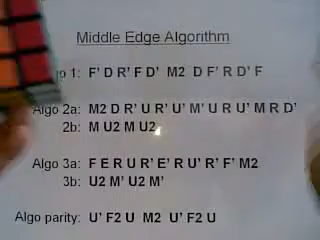 Middle Edge Algorithm
o 1: F' D R' F D' M2 D F' R D' F
Algo 2a: M2 D R' U R' U' M' U R U' M R D'
2b: M U2 M U2
Algo 3a: F E R U R' E' R U' R' F' M2
3b: U2 M' U2 M'
Algo parity: U' F2 U M2 U' F2 U